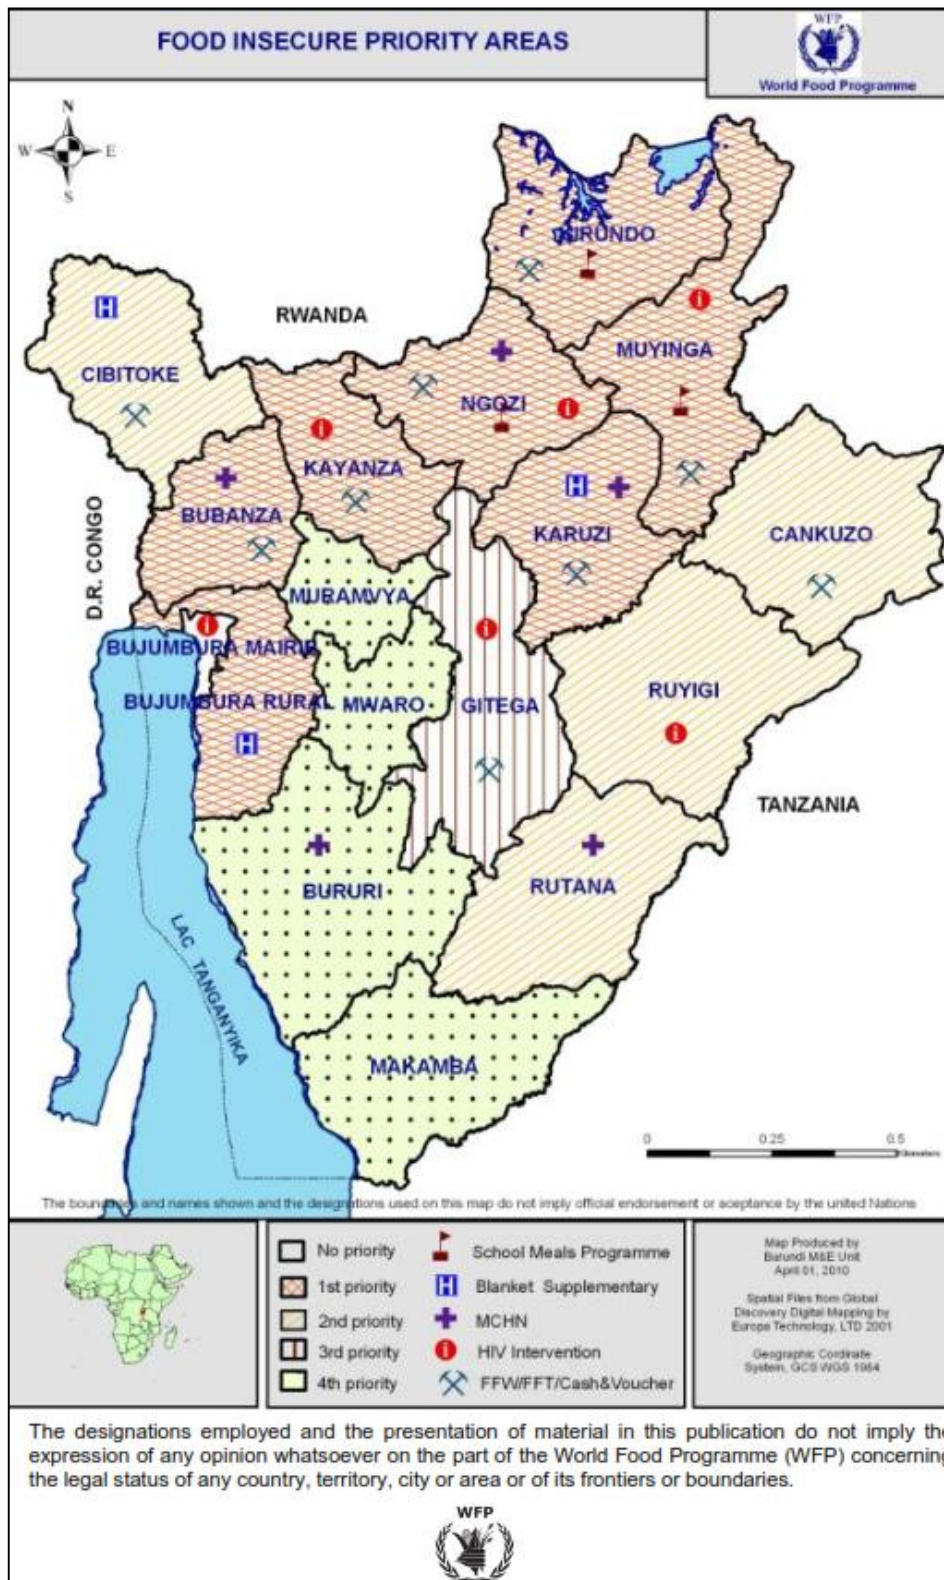 FOOD INSECURE PRIORITY AREAS
WFP
World Food Programme
N
W
E
S
RWANDA
D.R. CONGO
TANZANIA
KIRUNDO
MUYINGA
CIBITOKE
NGOZI
KAYANZA
BUBANZA
KARUZI
CANKUZO
MURAMVYA
BUJUMBURA MAIRIE
BUJUMBURA RURAL
MWARO
GITEGA
RUYIGI
RUTANA
BURURI
MAKAMBA
LAC TANGANYIKA
0 0.25 0.5
Kilometers
The boundaries and names shown and the designations used on this map do not imply official endorsement or aceptance by the united Nations
No priority
1st priority
2nd priority
3rd priority
4th priority
School Meals Programme
Blanket Supplementary
MCHN
HIV Intervention
FFW/FFT/Cash&Voucher
Map Produced by
Burundi M&E Unit
April 01, 2010
Spatial Files from Global
Discovery Digital Mapping by
Europa Technology, LTD 2001
Geographic Cordinate
System, GCS WGS 1984
The designations employed and the presentation of material in this publication do not imply the
expression of any opinion whatsoever on the part of the World Food Programme (WFP) concerning
the legal status of any country, territory, city or area or of its frontiers or boundaries.
WFP